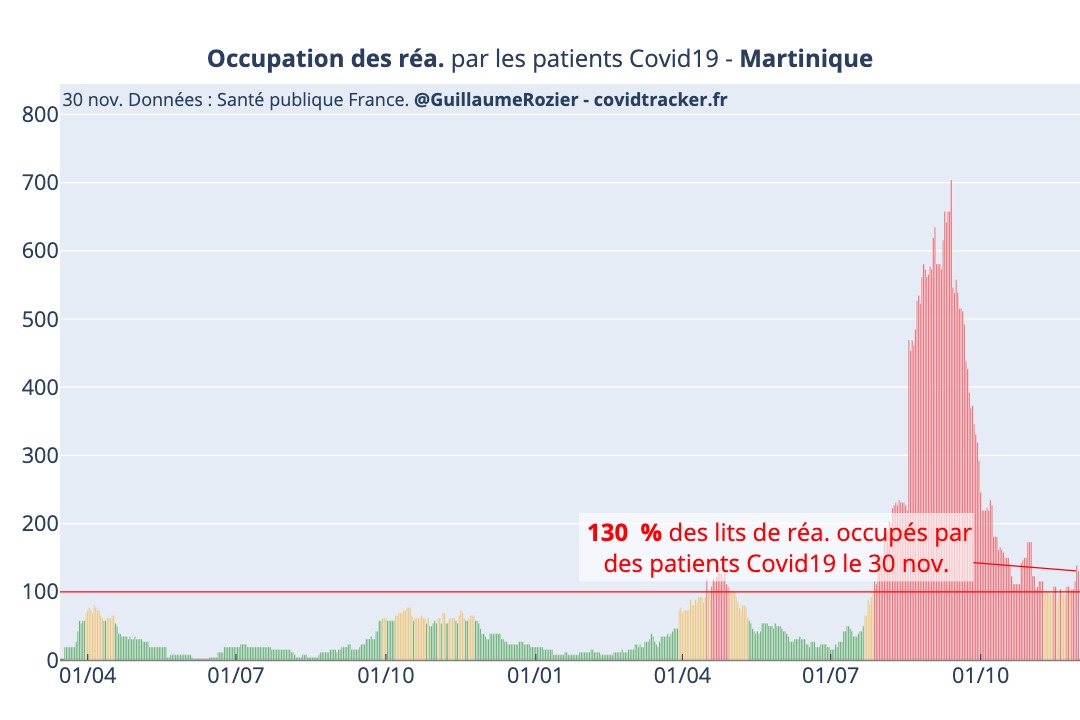 Occupation des réa. par les patients Covid19 - Martinique
30 nov. Données : Santé publique France. @GuillaumeRozier - covidtracker.fr
800
700
600
500
400
300
200
130 % des lits de réa. occupés par
des patients Covid19 le 30 nov.
100
0
01/04 01/07 01/10 01/01 01/04 01/07 01/10